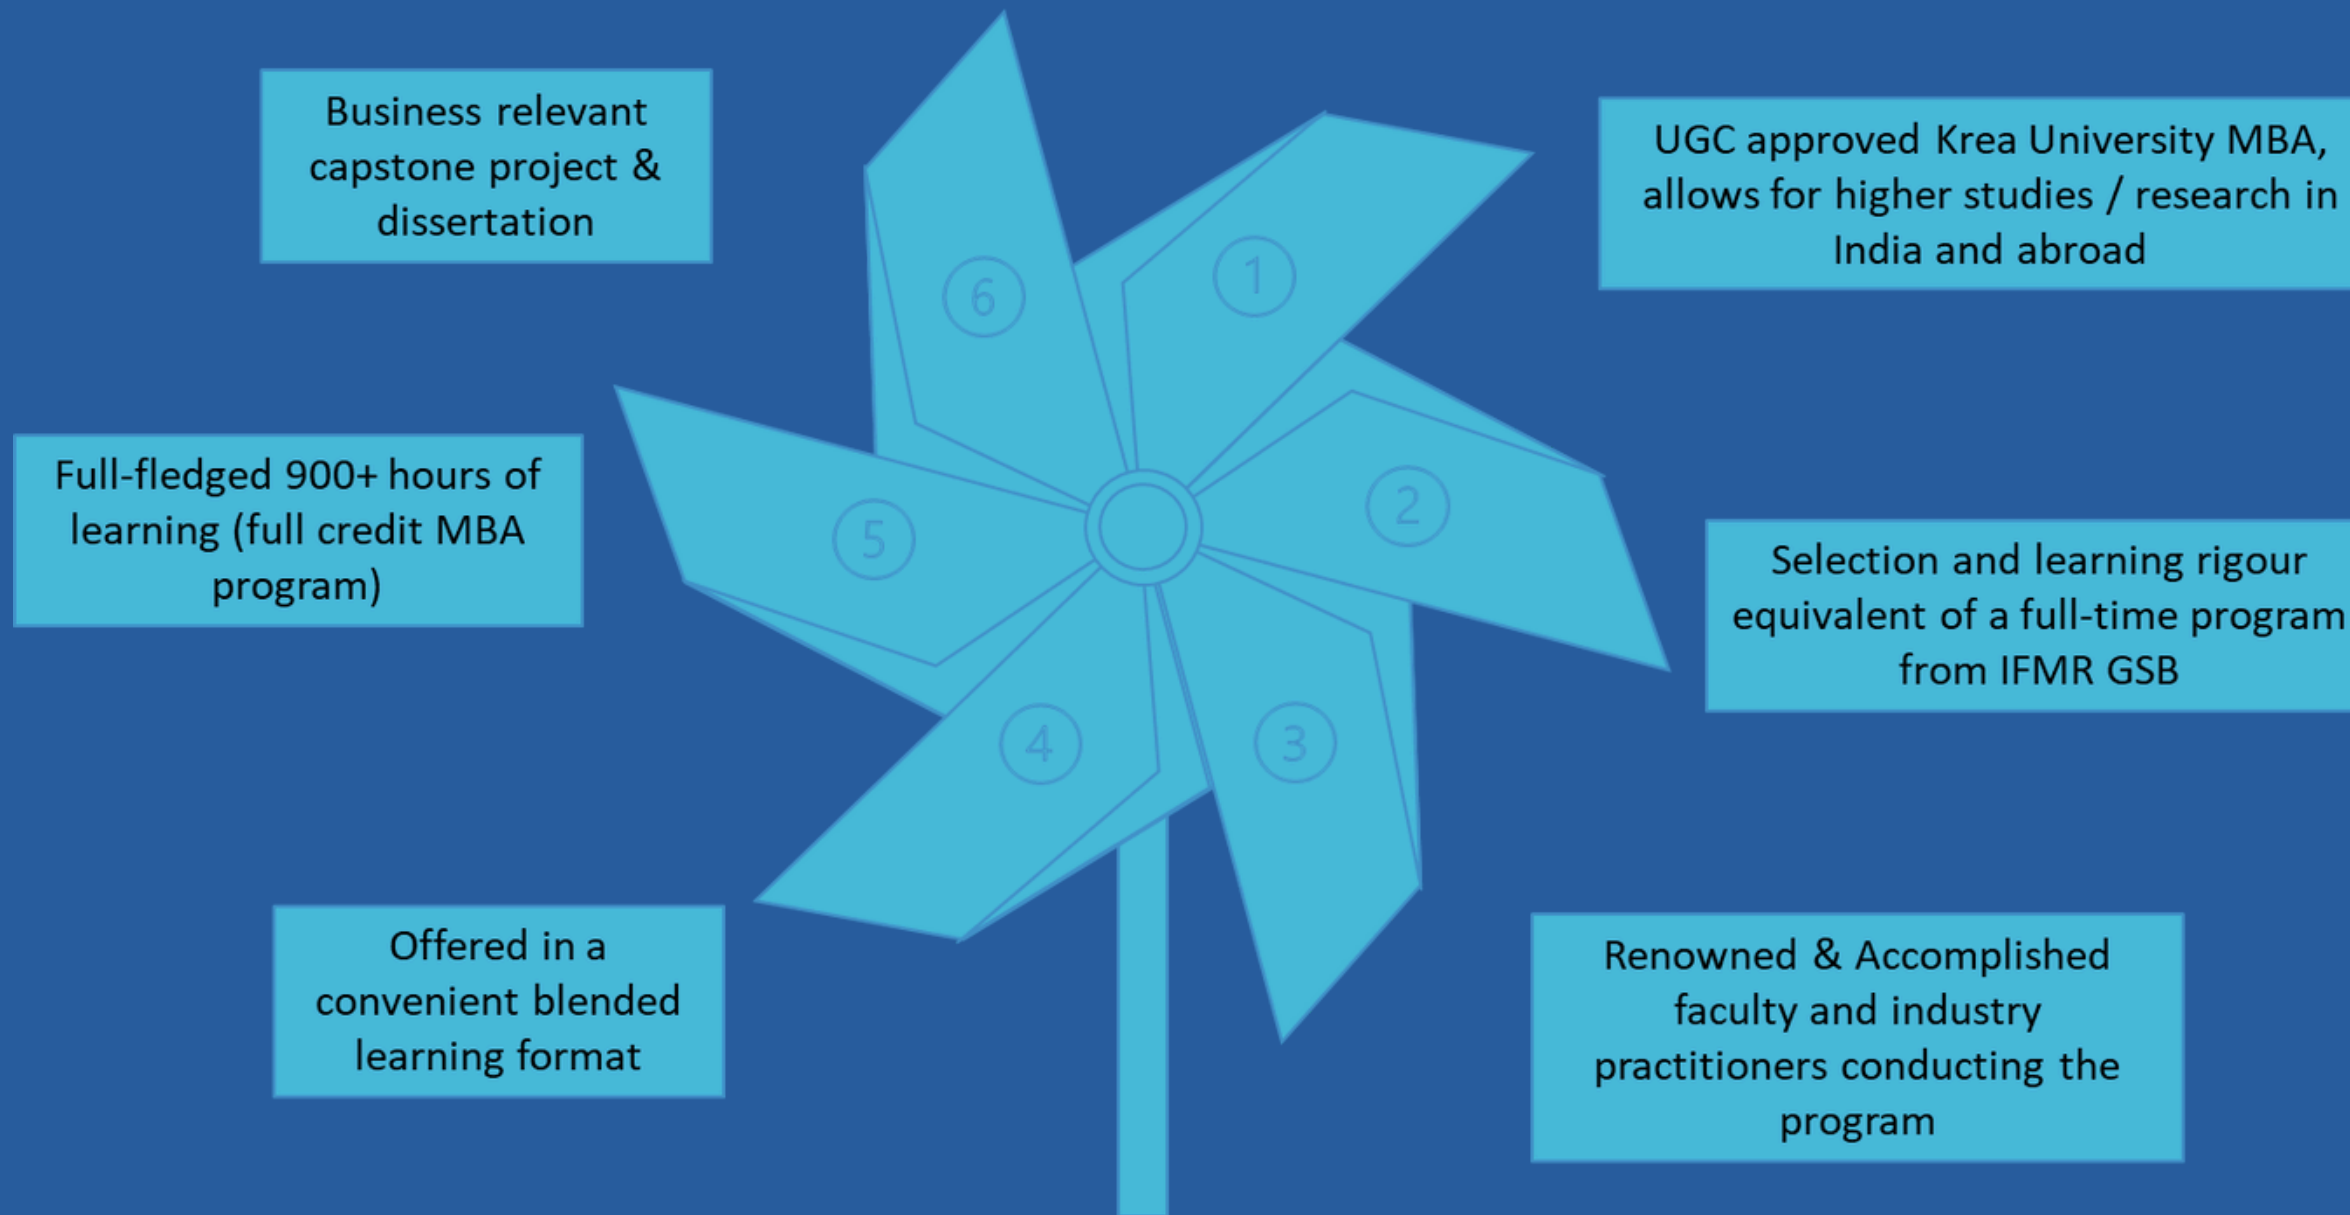 Business relevant
capstone project &
dissertation
UGC approved Krea University MBA,
allows for higher studies / research in
India and abroad
6
1
Full-fledged 900+ hours of
learning (full credit MBA
program)
5
2
Selection and learning rigour
equivalent of a full-time program
from IFMR GSB
4
3
Offered in a
convenient blended
learning format
Renowned & Accomplished
faculty and industry
practitioners conducting the
program